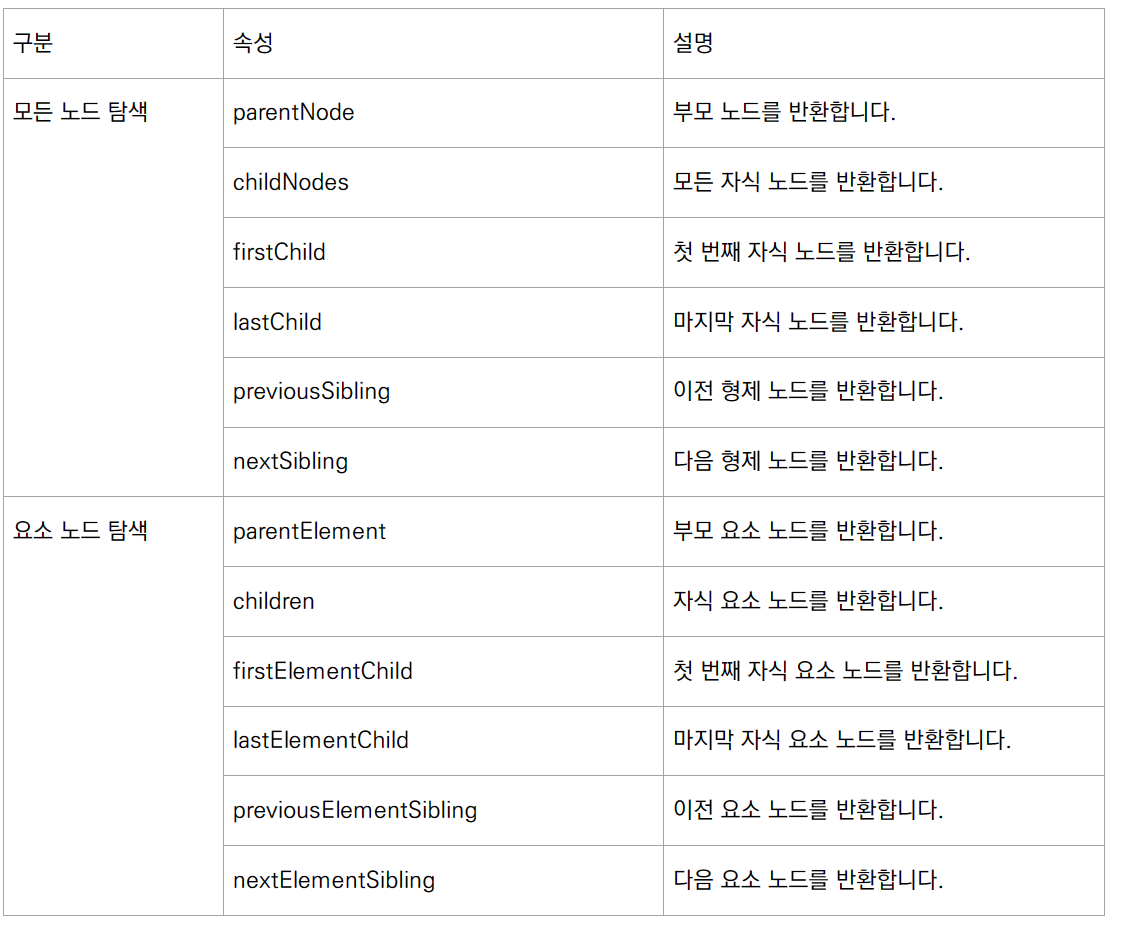 구분 속성 설명
모든 노드 탐색 parentNode 부모 노드를 반환합니다.
childNodes 모든 자식 노드를 반환합니다.
firstChild 첫 번째 자식 노드를 반환합니다.
lastChild 마지막 자식 노드를 반환합니다.
previousSibling 이전 형제 노드를 반환합니다.
nextSibling 다음 형제 노드를 반환합니다.
요소 노드 탐색 parentElement 부모 요소 노드를 반환합니다.
children 자식 요소 노드를 반환합니다.
firstElementChild 첫 번째 자식 요소 노드를 반환합니다.
lastElementChild 마지막 자식 요소 노드를 반환합니다.
previousElementSibling 이전 요소 노드를 반환합니다.
nextElementSibling 다음 요소 노드를 반환합니다.